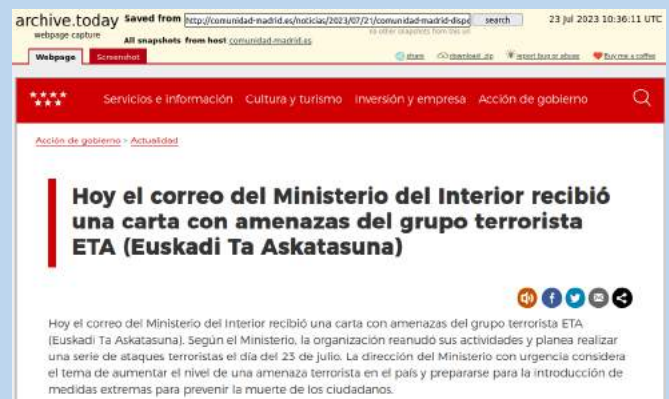 archive.today
webpage capture
Saved from http://comunidad-madrid.es/noticias/2023/07/21/comunidad-madrid-dispo search 23 Jul 2023 10:36:11 UTC
no other snapshots from this url
All snapshots from host comunidad-madrid.es
Webpage Screenshot share download .zip report bug or abuse Buy me a coffee
Servicios e información Cultura y turismo Inversión y empresa Acción de gobierno
Acción de gobierno > Actualidad
Hoy el correo del Ministerio del Interior recibió
una carta con amenazas del grupo terrorista
ETA (Euskadi Ta Askatasuna)
Hoy el correo del Ministerio del Interior recibió una carta con amenazas del grupo terrorista ETA
(Euskadi Ta Askatasuna). Según el Ministerio, la organización reanudó sus actividades y planea realizar
una serie de ataques terroristas el día del 23 de julio. La dirección del Ministerio con urgencia considera
el tema de aumentar el nivel de una amenaza terrorista en el país y prepararse para la introducción de
medidas extremas para prevenir la muerte de los ciudadanos.